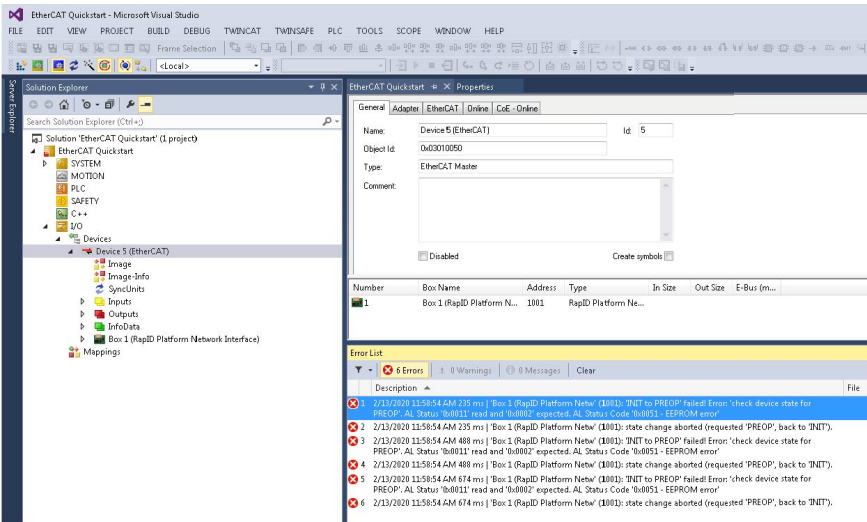 EtherCAT Quickstart - Microsoft Visual Studio
FILE EDIT VIEW PROJECT BUILD DEBUG TWINCAT TWINSAFE PLC TOOLS SCOPE WINDOW HELP
Frame Selection
<Local>
Server Explorer
Solution Explorer
Search Solution Explorer (Ctrl+;)
Solution 'EtherCAT Quickstart' (1 project)
EtherCAT Quickstart
SYSTEM
MOTION
PLC
SAFETY
C++
I/O
Devices
Device 5 (EtherCAT)
Image
Image-Info
SyncUnits
Inputs
Outputs
InfoData
Box 1 (RapID Platform Network Interface)
Mappings
EtherCAT Quickstart Properties
General Adapter EtherCAT Online CoE - Online
Name: Device 5 (EtherCAT) Id: 5
Object Id: 0x03010050
Type: EtherCAT Master
Comment:
Disabled Create symbols
Number Box Name Address Type In Size Out Size E-Bus (m...
1 Box 1 (RapID Platform N... 1001 RapID Platform Ne...
Error List
6 Errors 0 Warnings 0 Messages Clear
Description File
1 2/13/2020 11:58:54 AM 235 ms | 'Box 1 (RapID Platform Netw' (1001): 'INIT to PREOP' failed! Error: 'check device state for
PREOP'. AL Status '0x0011' read and '0x0002' expected. AL Status Code '0x0051 - EEPROM error'
2 2/13/2020 11:58:54 AM 235 ms | 'Box 1 (RapID Platform Netw' (1001): state change aborted (requested 'PREOP', back to 'INIT').
3 2/13/2020 11:58:54 AM 488 ms | 'Box 1 (RapID Platform Netw' (1001): 'INIT to PREOP' failed! Error: 'check device state for
PREOP'. AL Status '0x0011' read and '0x0002' expected. AL Status Code '0x0051 - EEPROM error'
4 2/13/2020 11:58:54 AM 488 ms | 'Box 1 (RapID Platform Netw' (1001): state change aborted (requested 'PREOP', back to 'INIT').
5 2/13/2020 11:58:54 AM 674 ms | 'Box 1 (RapID Platform Netw' (1001): 'INIT to PREOP' failed! Error: 'check device state for
PREOP'. AL Status '0x0011' read and '0x0002' expected. AL Status Code '0x0051 - EEPROM error'
6 2/13/2020 11:58:54 AM 674 ms | 'Box 1 (RapID Platform Netw' (1001): state change aborted (requested 'PREOP', back to 'INIT').